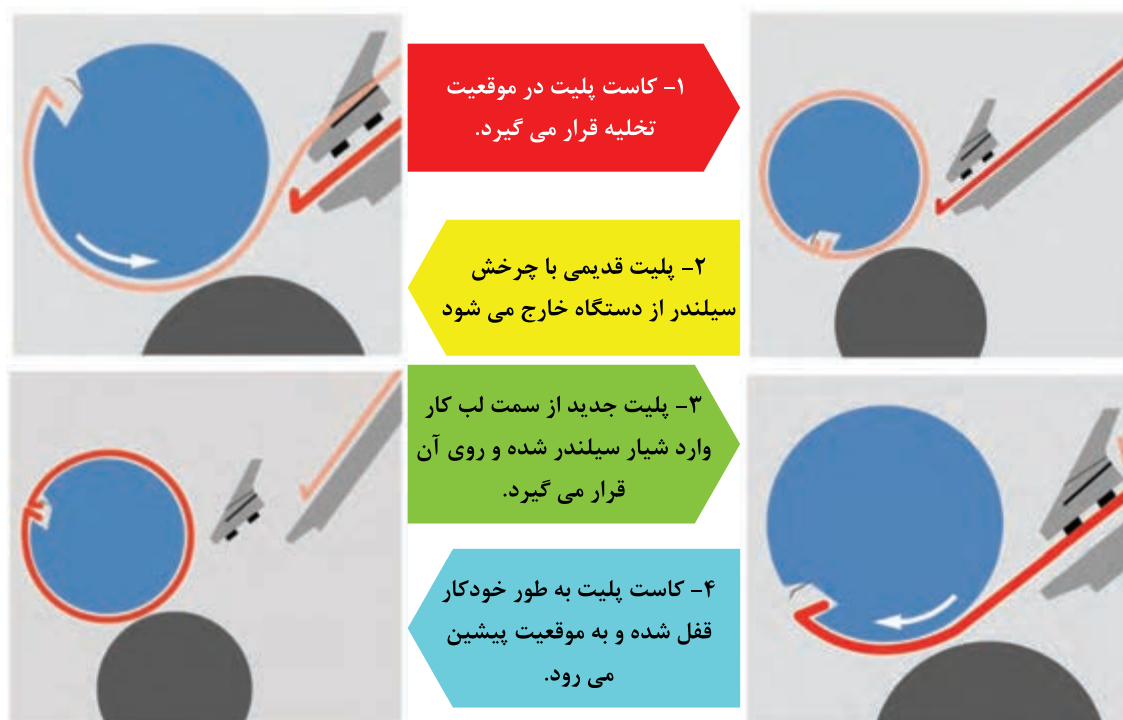 ۱- کاست پلیت در موقعیت
تخلیه قرار می گیرد.
۲- پلیت قدیمی با چرخش
سیلندر از دستگاه خارج می شود
۳- پلیت جدید از سمت لب کار
وارد شیار سیلندر شده و روی آن
قرار می گیرد.
۴- کاست پلیت به طور خودکار
قفل شده و به موقعیت پیشین
می رود.